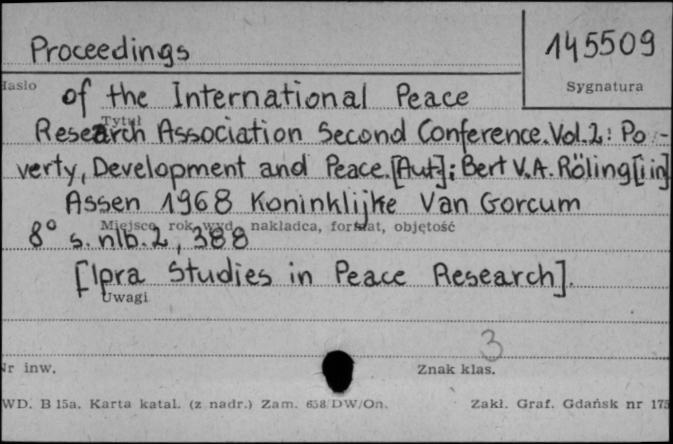 Proceedings
145509
Hasło
Sygnatura
of the International Peace
Tytuł
Research Association Second Conference. Vol. 2: Po-
verty, Development and Peace. [Aut]: Bert V.A. Röling [i in]
Assen 1968 Koninklijke Van Gorcum
Miejsce, rok, wyd., nakładca, format, objętość
8° s. nlb. 2, 388
[Ipra Studies in Peace Research].
Uwagi
3
Nr inw.
Znak klas.
WD. B 15a. Karta katal. (z nadr.) Zam. 658/DW/On.
Zakł. Graf. Gdańsk nr 175